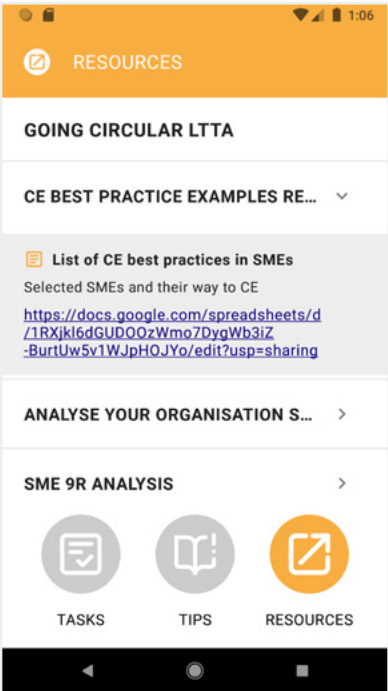 1:06
RESOURCES
GOING CIRCULAR LTTA
CE BEST PRACTICE EXAMPLES RE...
List of CE best practices in SMEs
Selected SMEs and their way to CE
https://docs.google.com/spreadsheets/d
/1RXjkl6dGUDOOzWmo7DygWb3iZ
-BurtUw5v1WJpHOJYo/edit?usp=sharing
ANALYSE YOUR ORGANISATION S...
SME 9R ANALYSIS
TASKS
TIPS
RESOURCES